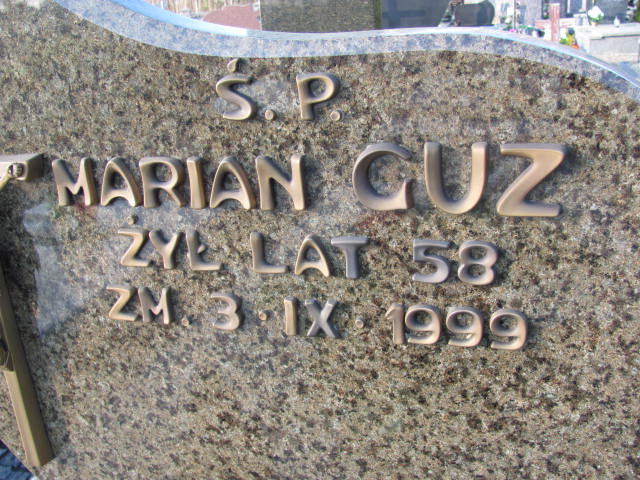 Ś. P.
MARIAN GUZ
ŻYŁ LAT 58
ZM. 3·IX·1999